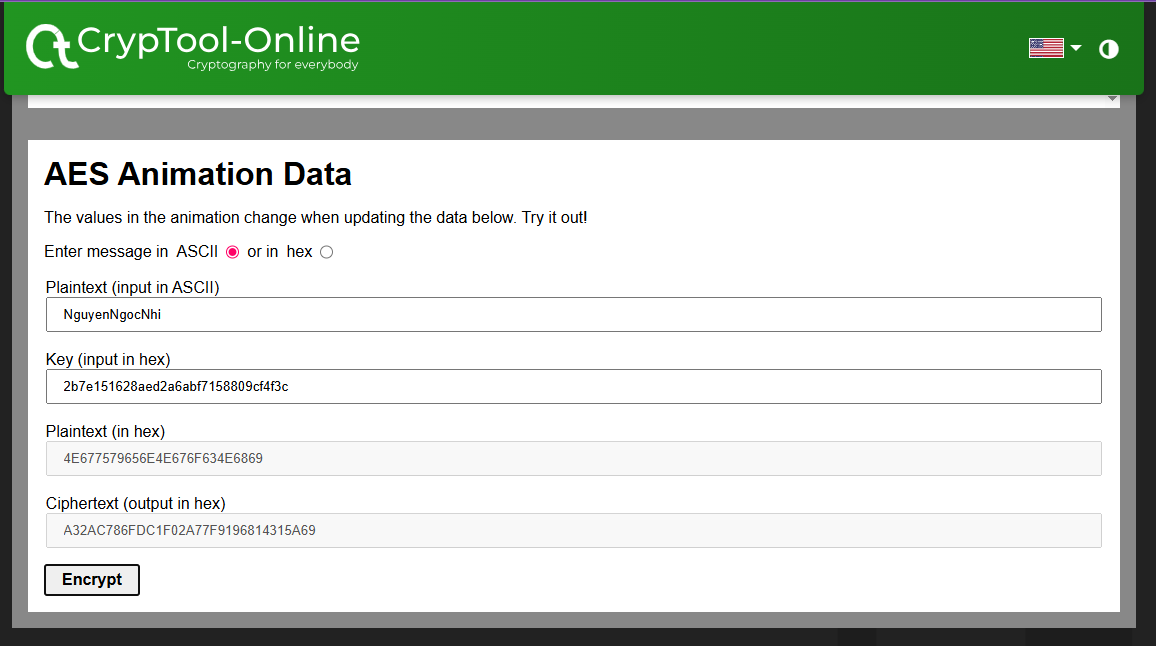 CrypTool-Online
Cryptography for everybody
AES Animation Data
The values in the animation change when updating the data below. Try it out!
Enter message in ASCII or in hex
Plaintext (input in ASCII)
NguyenNgocNhi
Key (input in hex)
2b7e151628aed2a6abf7158809cf4f3c
Plaintext (in hex)
4E677579656E4E676F634E6869
Ciphertext (output in hex)
A32AC786FDC1F02A77F9196814315A69
Encrypt